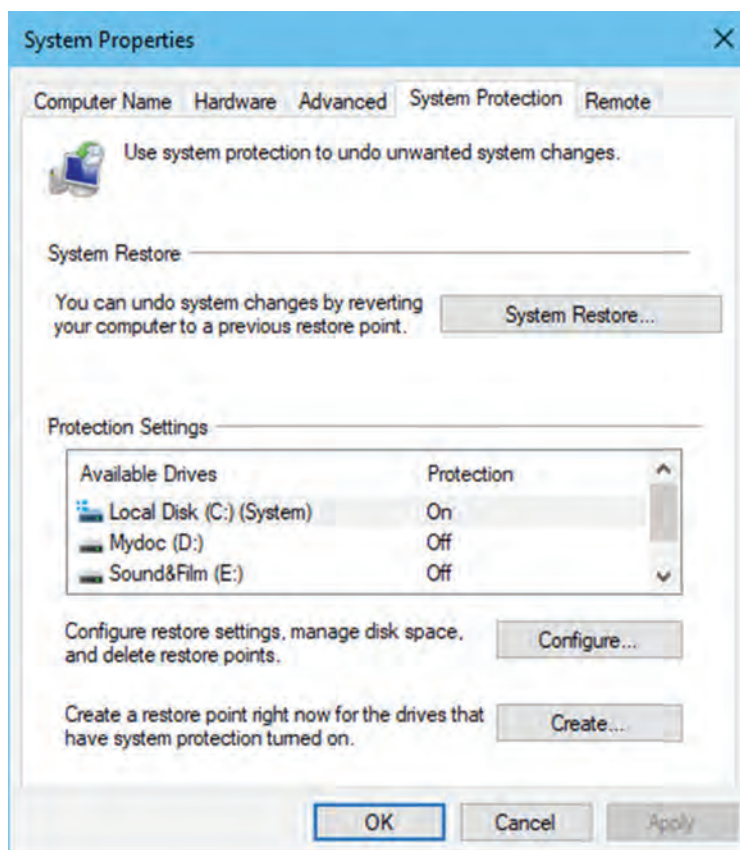 System Properties
Computer Name Hardware Advanced System Protection Remote
Use system protection to undo unwanted system changes.
System Restore
You can undo system changes by reverting
your computer to a previous restore point.
System Restore...
Protection Settings
Available Drives Protection
Local Disk (C:) (System) On
Mydoc (D:) Off
Sound&Film (E:) Off
Configure restore settings, manage disk space,
and delete restore points.
Configure...
Create a restore point right now for the drives that
have system protection turned on.
Create...
OK Cancel Apply